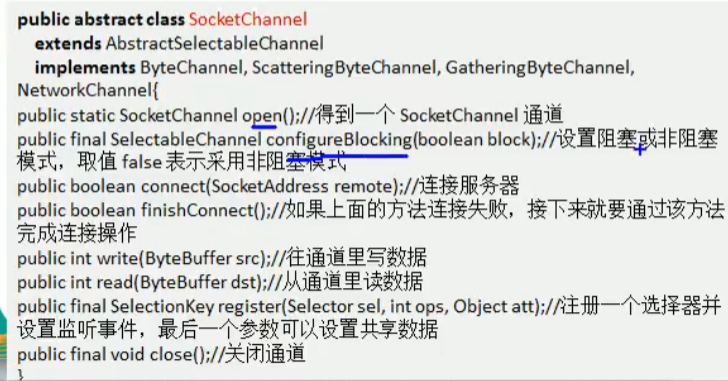 public abstract class SocketChannel
extends AbstractSelectableChannel
implements ByteChannel, ScatteringByteChannel, GatheringByteChannel,
NetworkChannel{
public static SocketChannel open();//得到一个 SocketChannel 通道
public final SelectableChannel configureBlocking(boolean block);//设置阻塞或非阻塞
模式，取值 false 表示采用非阻塞模式
public boolean connect(SocketAddress remote);//连接服务器
public boolean finishConnect();//如果上面的方法连接失败，接下来就要通过该方法
完成连接操作
public int write(ByteBuffer src);//往通道里写数据
public int read(ByteBuffer dst);//从通道里读数据
public final SelectionKey register(Selector sel, int ops, Object att);//注册一个选择器并
设置监听事件，最后一个参数可以设置共享数据
public final void close();//关闭通道
}